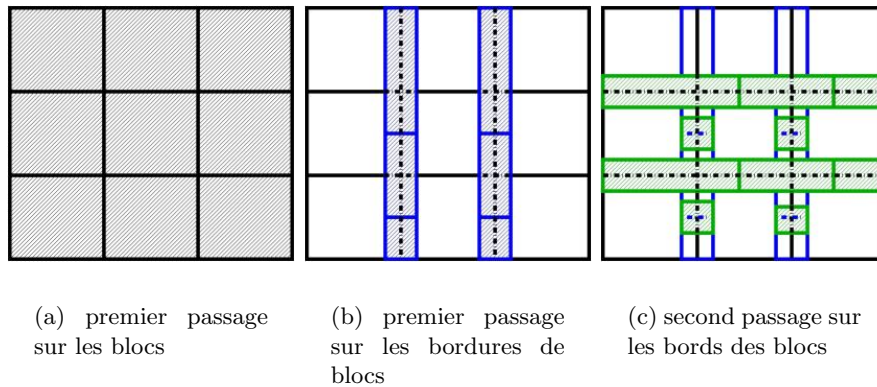 (a) premier passage
sur les blocs
(b) premier passage
sur les bordures de
blocs
(c) second passage sur
les bords des blocs